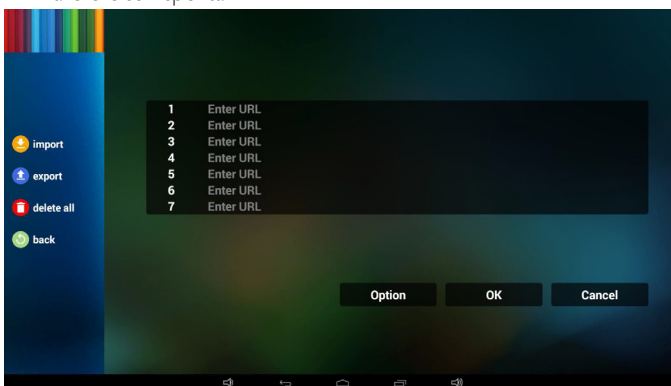 import
export
delete all
back
1 Enter URL
2 Enter URL
3 Enter URL
4 Enter URL
5 Enter URL
6 Enter URL
7 Enter URL
Option OK Cancel